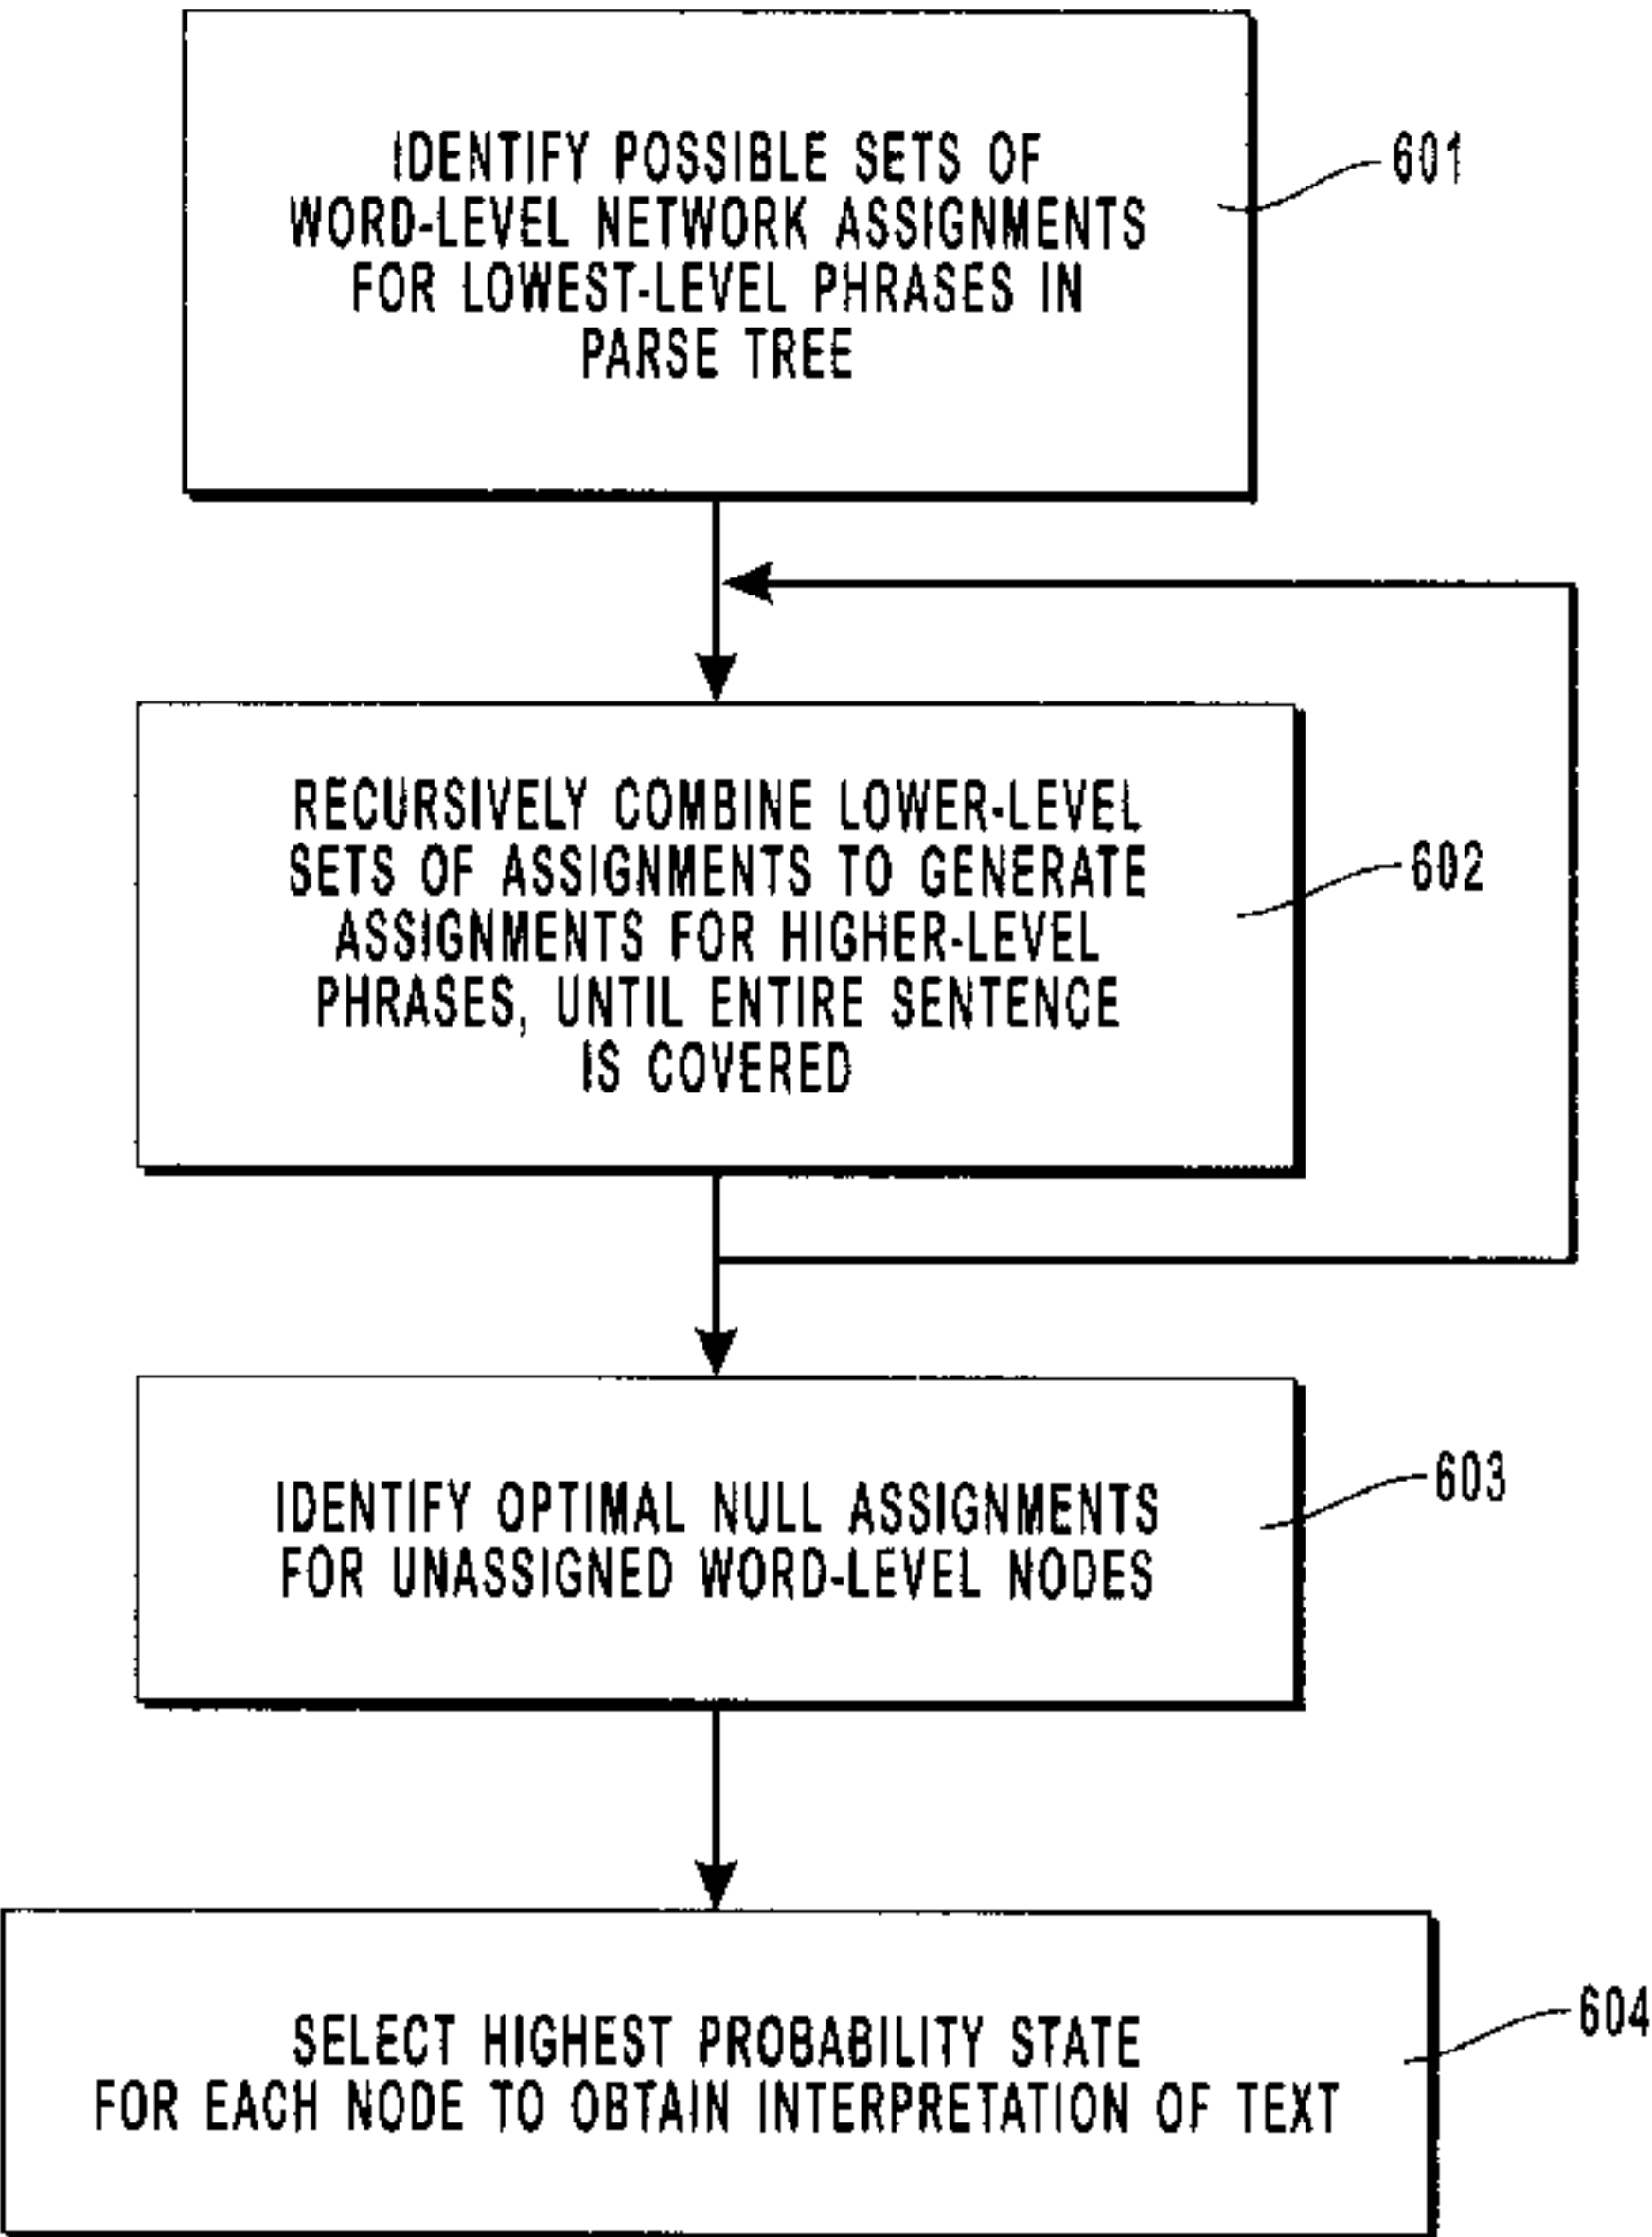 IDENTIFY POSSIBLE SETS OF
WORD-LEVEL NETWORK ASSIGNMENTS
FOR LOWEST-LEVEL PHRASES IN
PARSE TREE
601
RECURSIVELY COMBINE LOWER-LEVEL
SETS OF ASSIGNMENTS TO GENERATE
ASSIGNMENTS FOR HIGHER-LEVEL
PHRASES, UNTIL ENTIRE SENTENCE
IS COVERED
602
IDENTIFY OPTIMAL NULL ASSIGNMENTS
FOR UNASSIGNED WORD-LEVEL NODES
603
SELECT HIGHEST PROBABILITY STATE
FOR EACH NODE TO OBTAIN INTERPRETATION OF TEXT
604